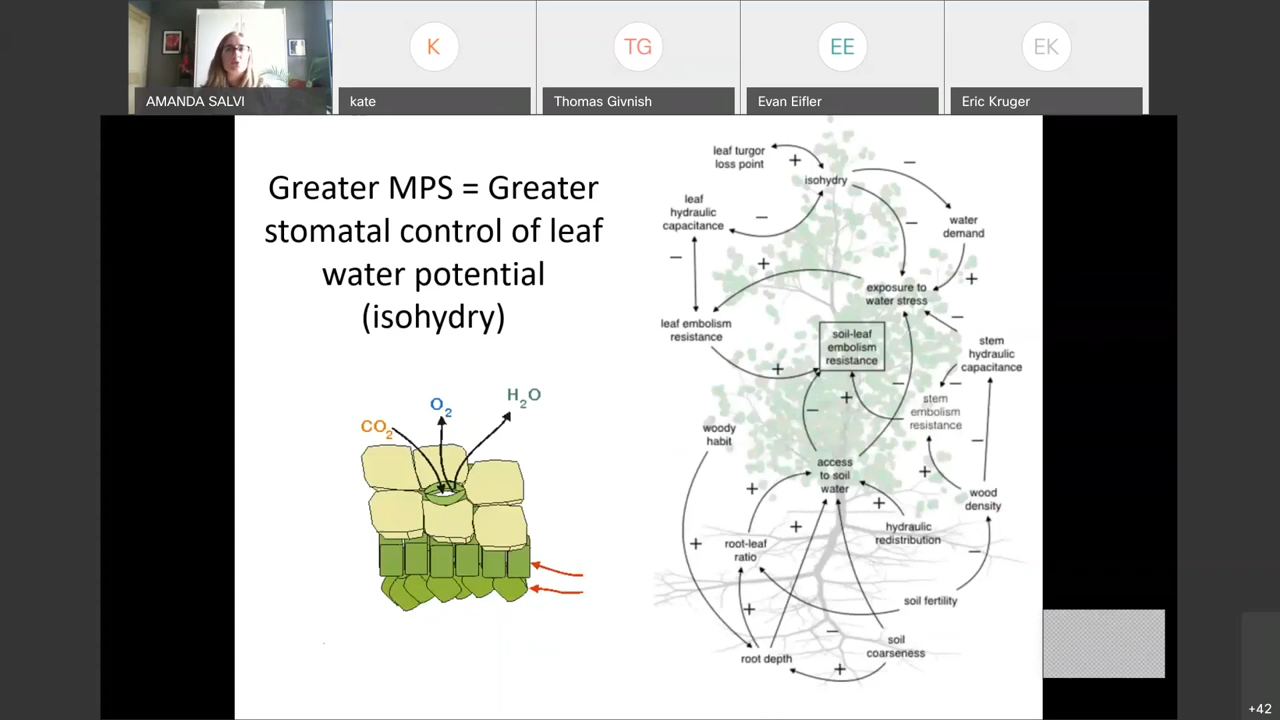 K
TG
EE
EK
AMANDA SALVI
kate
Thomas Givnish
Evan Eifler
Eric Kruger
Greater MPS = Greater
stomatal control of leaf
water potential
(isohydry)
CO2
O2
H2O
leaf turgor
loss point
+
isohydry
−
leaf
hydraulic
capacitance
−
−
water
demand
−
+
+
exposure to
water stress
−
leaf embolism
resistance
soil-leaf
embolism
resistance
stem
hydraulic
capacitance
+
−
−
+
−
stem
embolism
resistance
woody
habit
−
access
to soil
water
+
+
wood
density
+
+
hydraulic
redistribution
+
root-leaf
ratio
−
soil fertility
+
−
soil
coarseness
root depth
+
+42